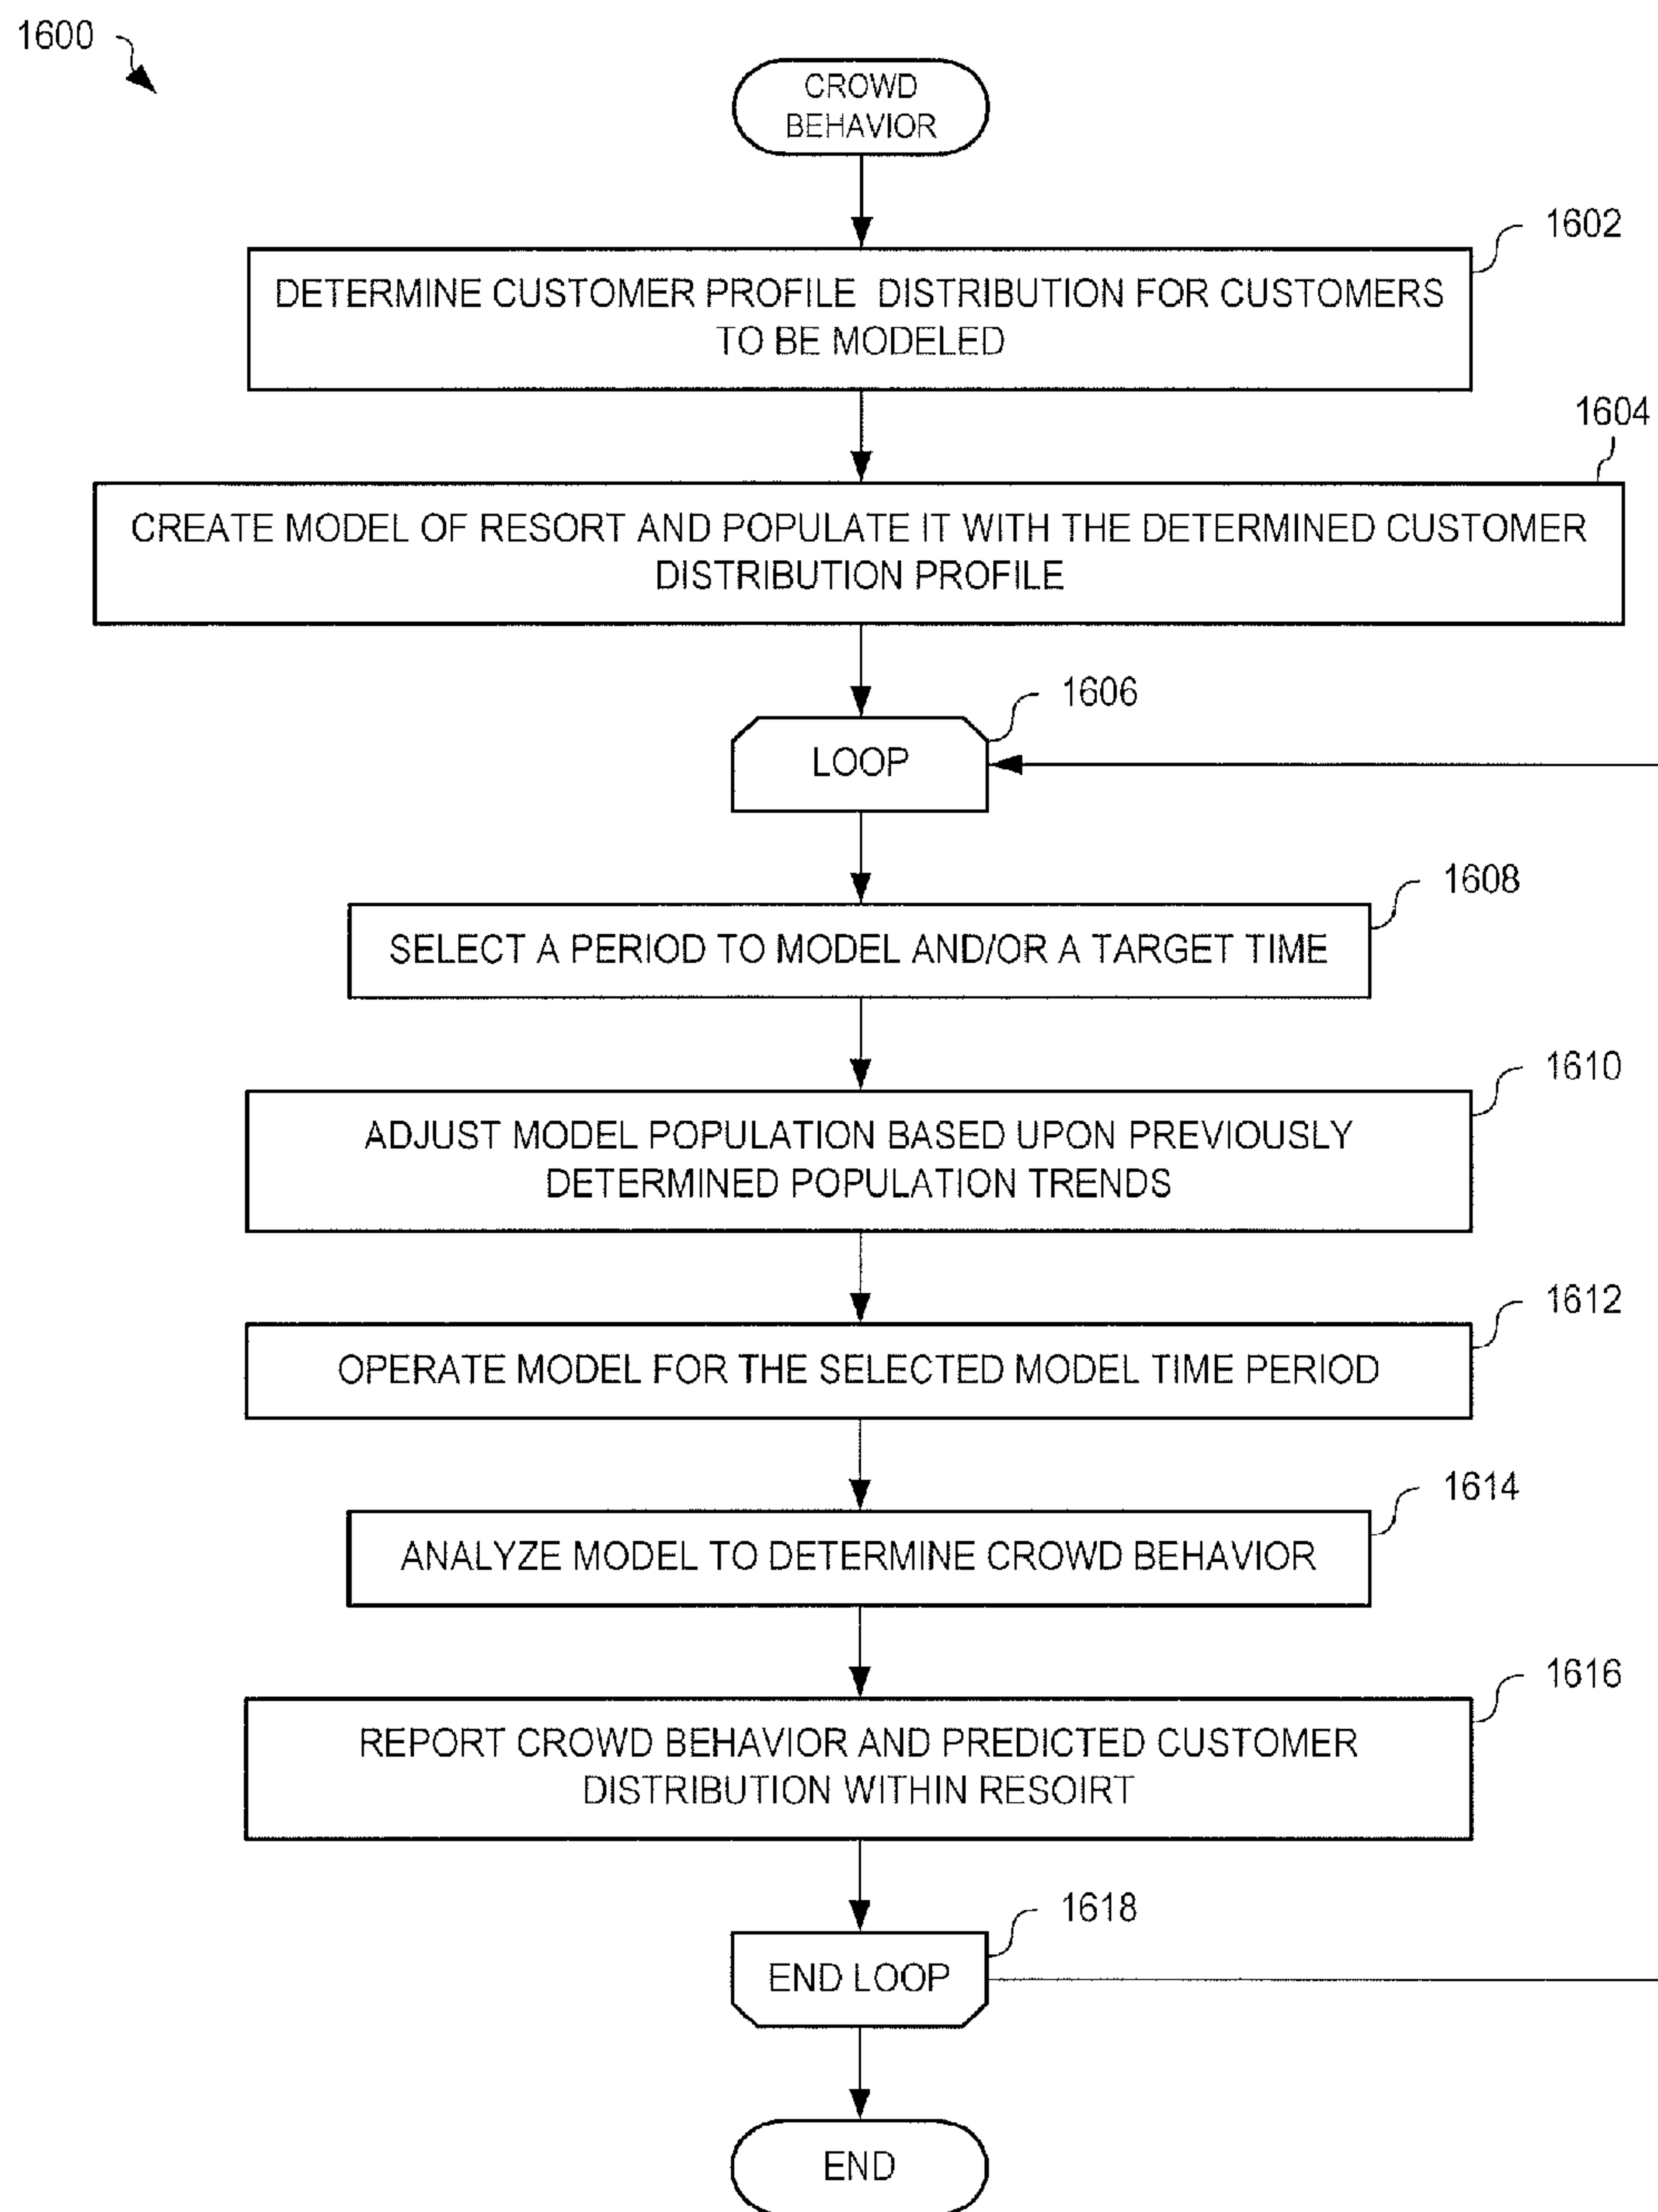 1600
CROWD
BEHAVIOR
1602
DETERMINE CUSTOMER PROFILE DISTRIBUTION FOR CUSTOMERS
TO BE MODELED
1604
CREATE MODEL OF RESORT AND POPULATE IT WITH THE DETERMINED CUSTOMER
DISTRIBUTION PROFILE
1606
LOOP
1608
SELECT A PERIOD TO MODEL AND/OR A TARGET TIME
1610
ADJUST MODEL POPULATION BASED UPON PREVIOUSLY
DETERMINED POPULATION TRENDS
1612
OPERATE MODEL FOR THE SELECTED MODEL TIME PERIOD
1614
ANALYZE MODEL TO DETERMINE CROWD BEHAVIOR
1616
REPORT CROWD BEHAVIOR AND PREDICTED CUSTOMER
DISTRIBUTION WITHIN RESOIRT
1618
END LOOP
END